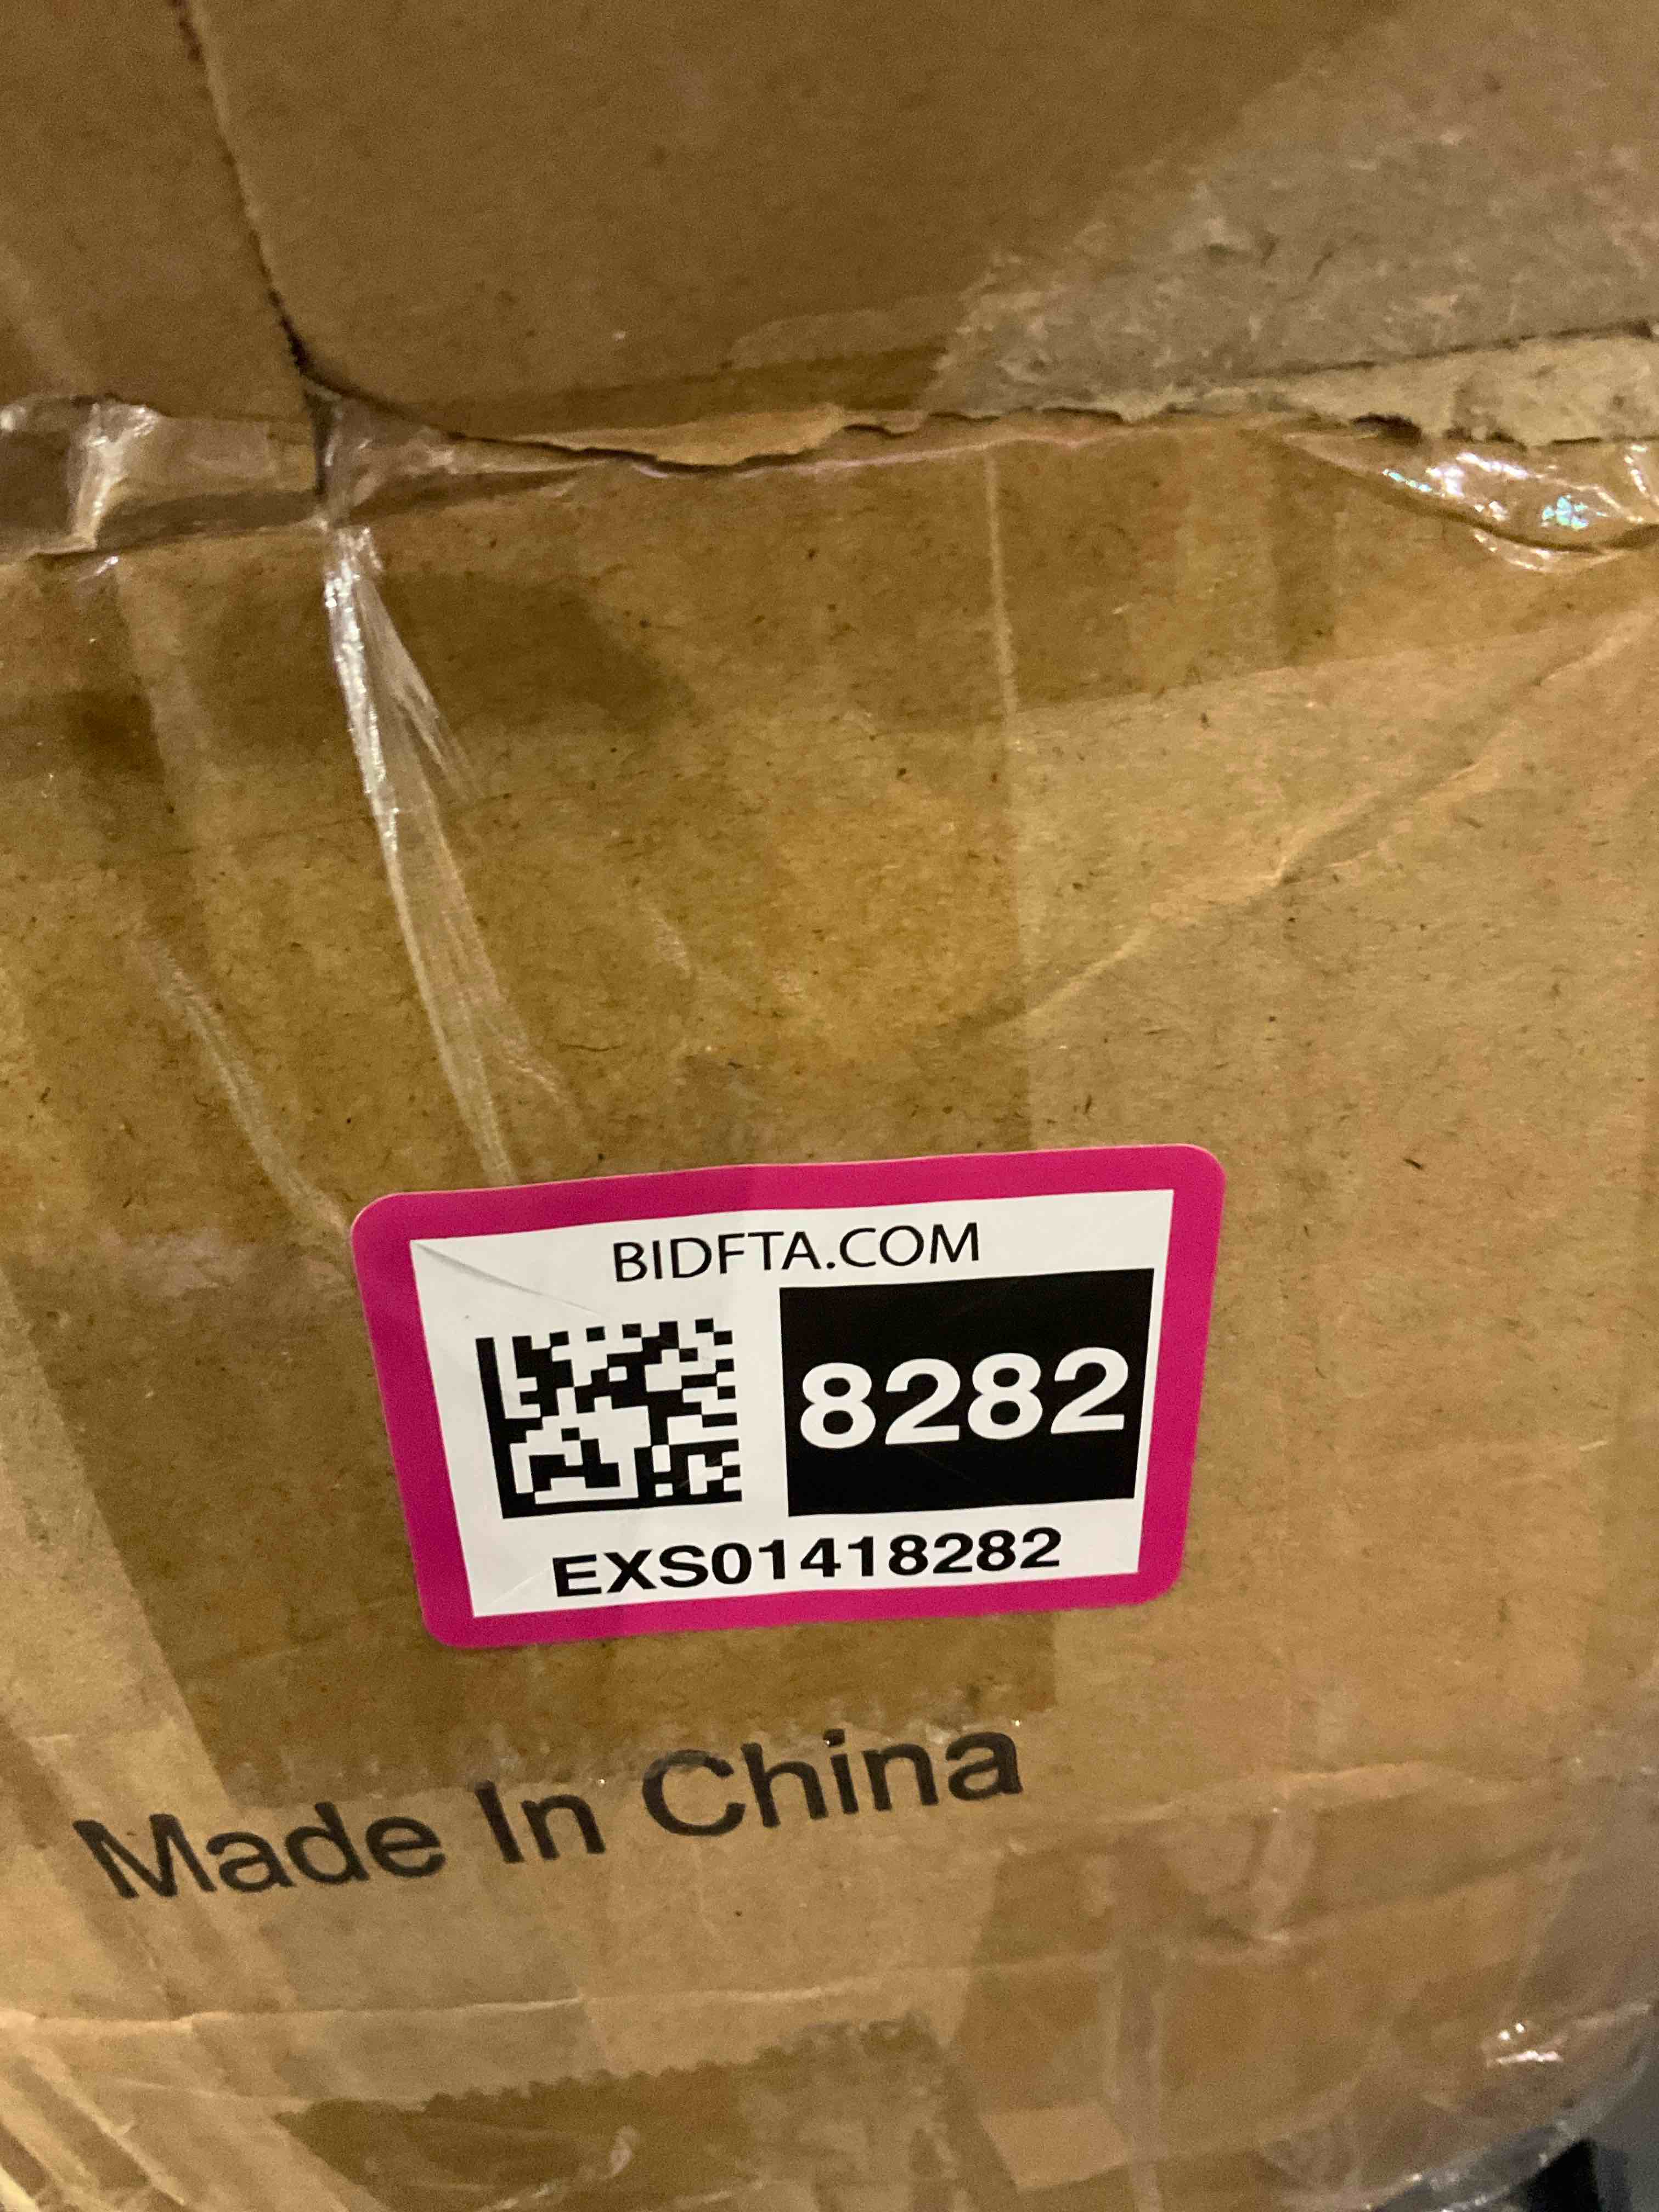 BIDFTA.COM
8282
EXS01418282
Made In China